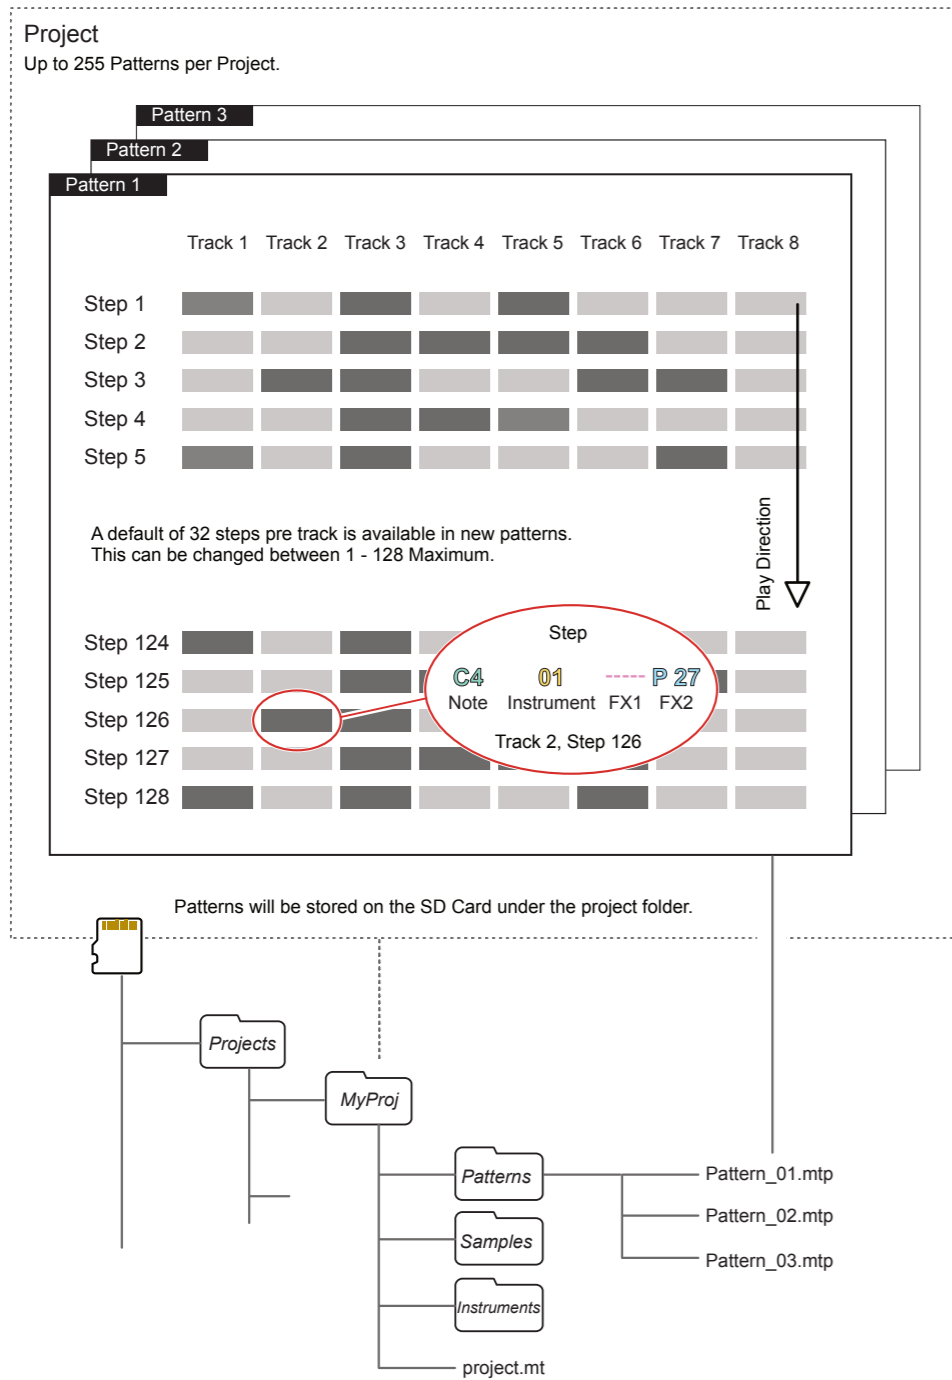 Project
Up to 255 Patterns per Project.
Pattern 3
Pattern 2
Pattern 1
Track 1 Track 2 Track 3 Track 4 Track 5 Track 6 Track 7 Track 8
Step 1
Step 2
Step 3
Step 4
Step 5
A default of 32 steps pre track is available in new patterns.
This can be changed between 1 - 128 Maximum.
Play Direction
Step 124
Step 125
Step 126
Step 127
Step 128
Step
C4 01 ----- P 27
Note Instrument FX1 FX2
Track 2, Step 126
Patterns will be stored on the SD Card under the project folder.
Projects
MyProj
Patterns
Pattern_01.mtp
Pattern_02.mtp
Samples
Pattern_03.mtp
Instruments
project.mt